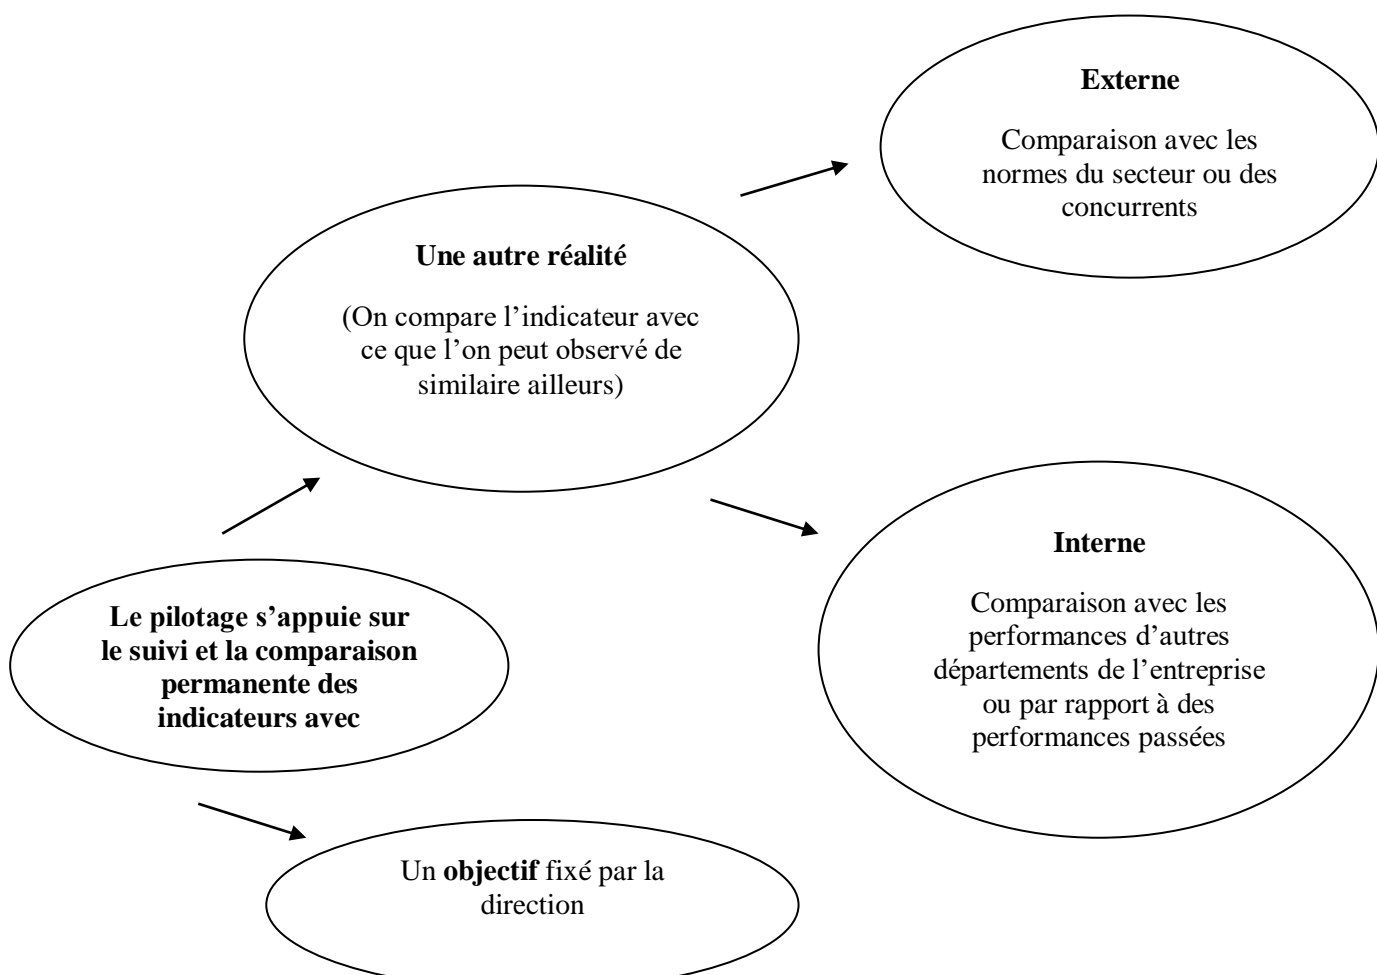 Externe
Comparaison avec les
normes du secteur ou des
concurrents
Une autre réalité
(On compare l’indicateur avec
ce que l’on peut observé de
similaire ailleurs)
Interne
Comparaison avec les
performances d’autres
départements de l’entreprise
ou par rapport à des
performances passées
Le pilotage s’appuie sur
le suivi et la comparaison
permanente des
indicateurs avec
Un objectif fixé par la
direction